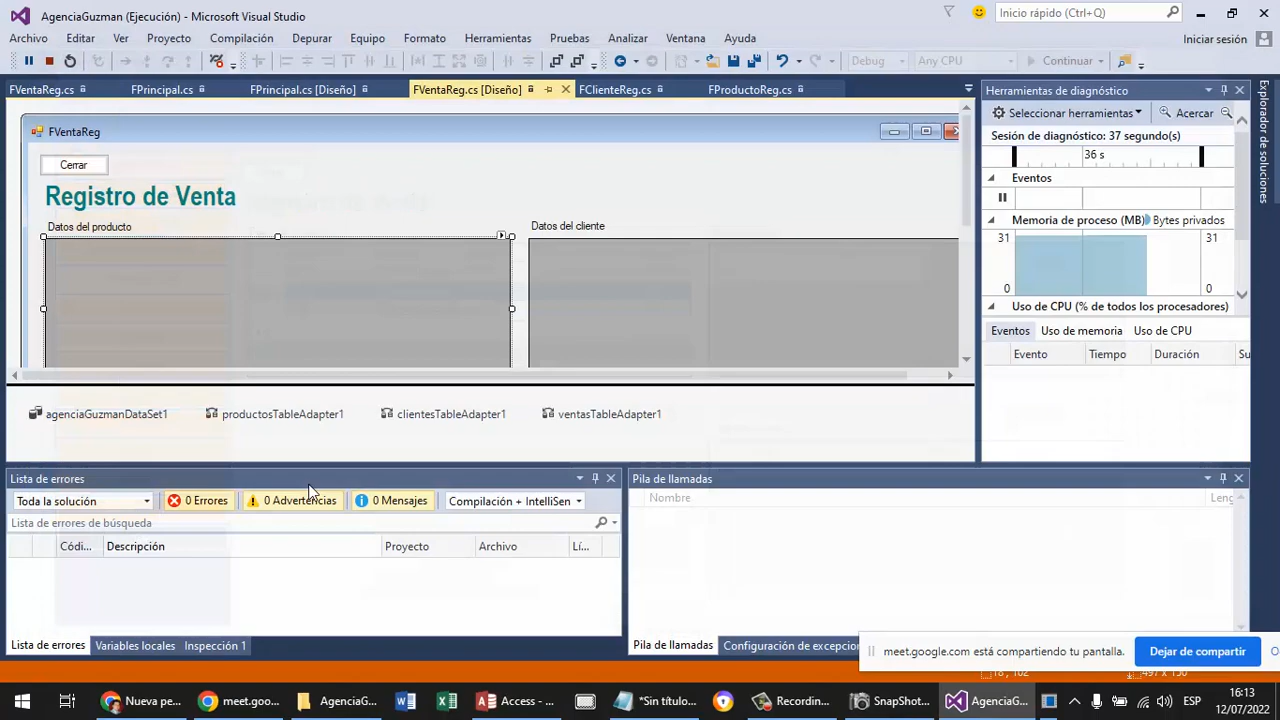 AgenciaGuzman (Ejecución) - Microsoft Visual Studio
Inicio rápido (Ctrl+Q)
Archivo Editar Ver Proyecto Compilación Depurar Equipo Formato Herramientas Pruebas Analizar Ventana Ayuda
Iniciar sesión
Debug Any CPU Continuar
FVentaReg.cs FPrincipal.cs FPrincipal.cs [Diseño] FVentaReg.cs [Diseño] FClienteReg.cs FProductoReg.cs
Herramientas de diagnóstico
Explorador de soluciones
Seleccionar herramientas Acercar
FVentaReg
Sesión de diagnóstico: 37 segundo(s)
36 s
Cerrar
Eventos
Registro de Venta
Memoria de proceso (MB) Bytes privados
Datos del producto Datos del cliente
31 31
0 0
Uso de CPU (% de todos los procesadores)
Eventos Uso de memoria Uso de CPU
Evento Tiempo Duración Su
agenciaGuzmanDataSet1 productosTableAdapter1 clientesTableAdapter1 ventasTableAdapter1
Lista de errores
Pila de llamadas
Toda la solución 0 Errores 0 Advertencias 0 Mensajes Compilación + IntelliSen
Nombre Leng
Lista de errores de búsqueda
Códi... Descripción Proyecto Archivo Lí...
Lista de errores Variables locales Inspección 1
Pila de llamadas Configuración de excepcio
meet.google.com está compartiendo tu pantalla. Dejar de compartir O
18 , 102 497 x 150
Nueva pe... meet.goo... AgenciaG... Access - ... *Sin título... Recordin... SnapShot... AgenciaG...
ESP
16:13
12/07/2022